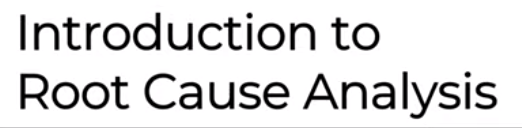 Introduction to
Root Cause Analysis